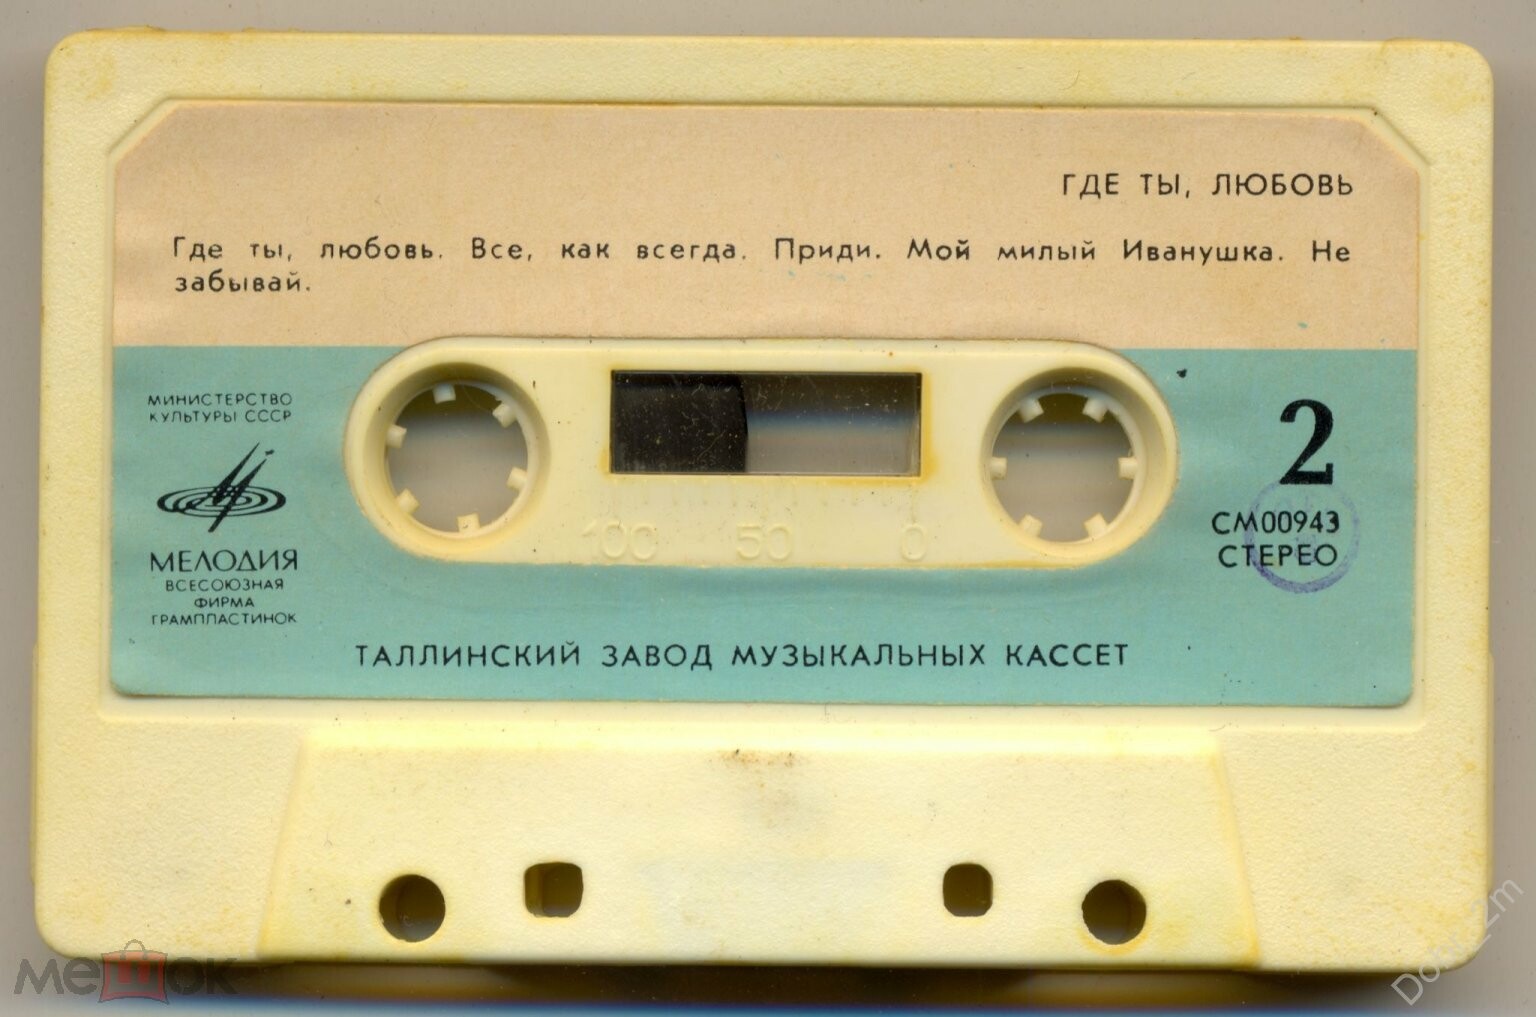 ГДЕ ТЫ, ЛЮБОВЬ
Где ты, любовь. Все, как всегда. Приди. Мой милый Иванушка. Не
забывай.
МИНИСТЕРСТВО
КУЛЬТУРЫ СССР
МЕЛОДИЯ
ВСЕСОЮЗНАЯ
ФИРМА
ГРАМПЛАСТИНОК
100 50 0
2
СМ00943
СТЕРЕО
ТАЛЛИНСКИЙ ЗАВОД МУЗЫКАЛЬНЫХ КАССЕТ
мешок